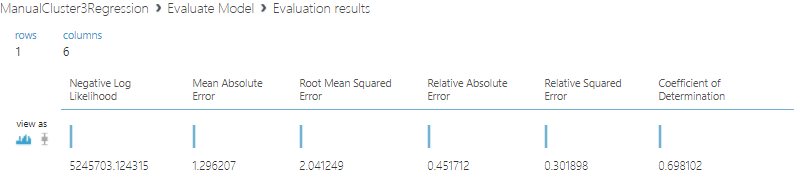 ManualCluster3Regression > Evaluate Model > Evaluation results
rows columns
1 6
Negative Log Mean Absolute Root Mean Squared Relative Absolute Relative Squared Coefficient of
Likelihood Error Error Error Error Determination
view as
5245703.124315 1.296207 2.041249 0.451712 0.301898 0.698102